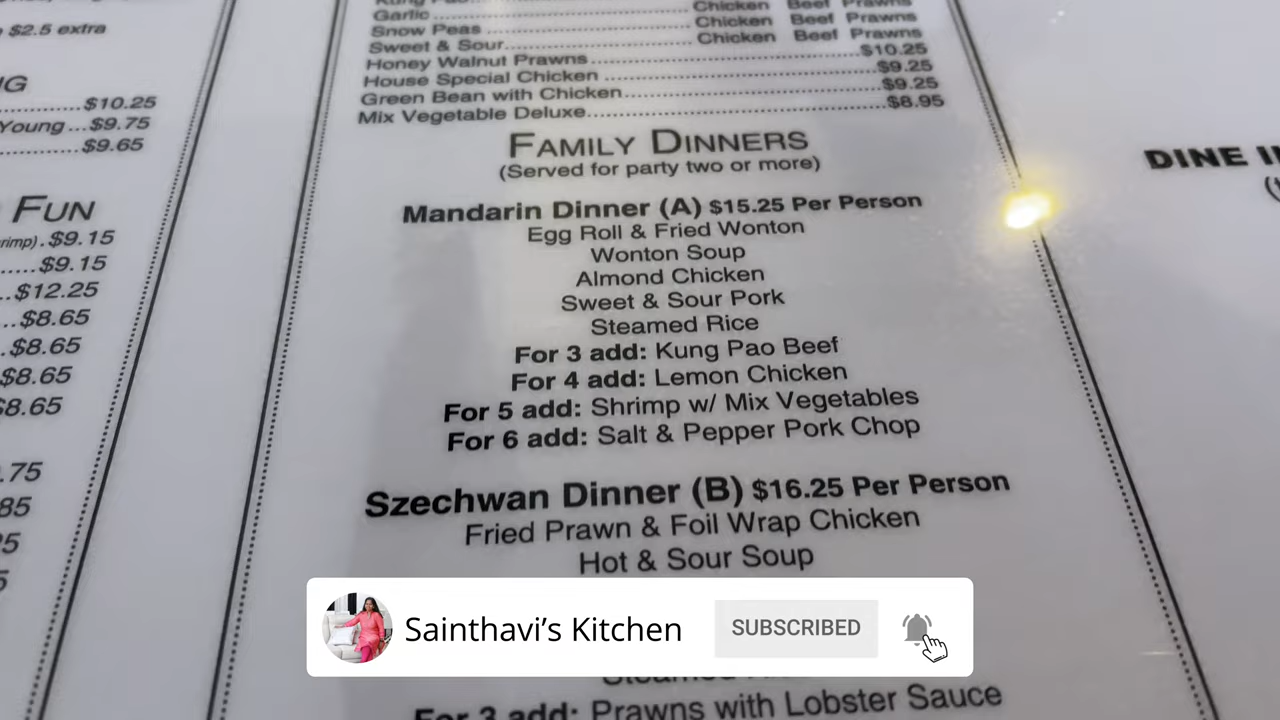 $2.5 extra
$10.25
Young...$9.75
$9.65
FUN
$9.15
$9.15
$12.25
$8.65
$8.65
$8.65
$8.65
.75
Chicken Beef Prawns
Garlic Chicken Beef Prawns
Snow Peas Chicken Beef Prawns
Sweet & Sour
Honey Walnut Prawns $10.25
House Special Chicken $9.25
Green Bean with Chicken $9.25
Mix Vegetable Deluxe $8.95
FAMILY DINNERS
(Served for party two or more)
Mandarin Dinner (A) $15.25 Per Person
Egg Roll & Fried Wonton
Wonton Soup
Almond Chicken
Sweet & Sour Pork
Steamed Rice
For 3 add: Kung Pao Beef
For 4 add: Lemon Chicken
For 5 add: Shrimp w/ Mix Vegetables
For 6 add: Salt & Pepper Pork Chop
Szechwan Dinner (B) $16.25 Per Person
Fried Prawn & Foil Wrap Chicken
Hot & Sour Soup
Sainthavi's Kitchen SUBSCRIBED
For 3 add: Prawns with Lobster Sauce
DINE